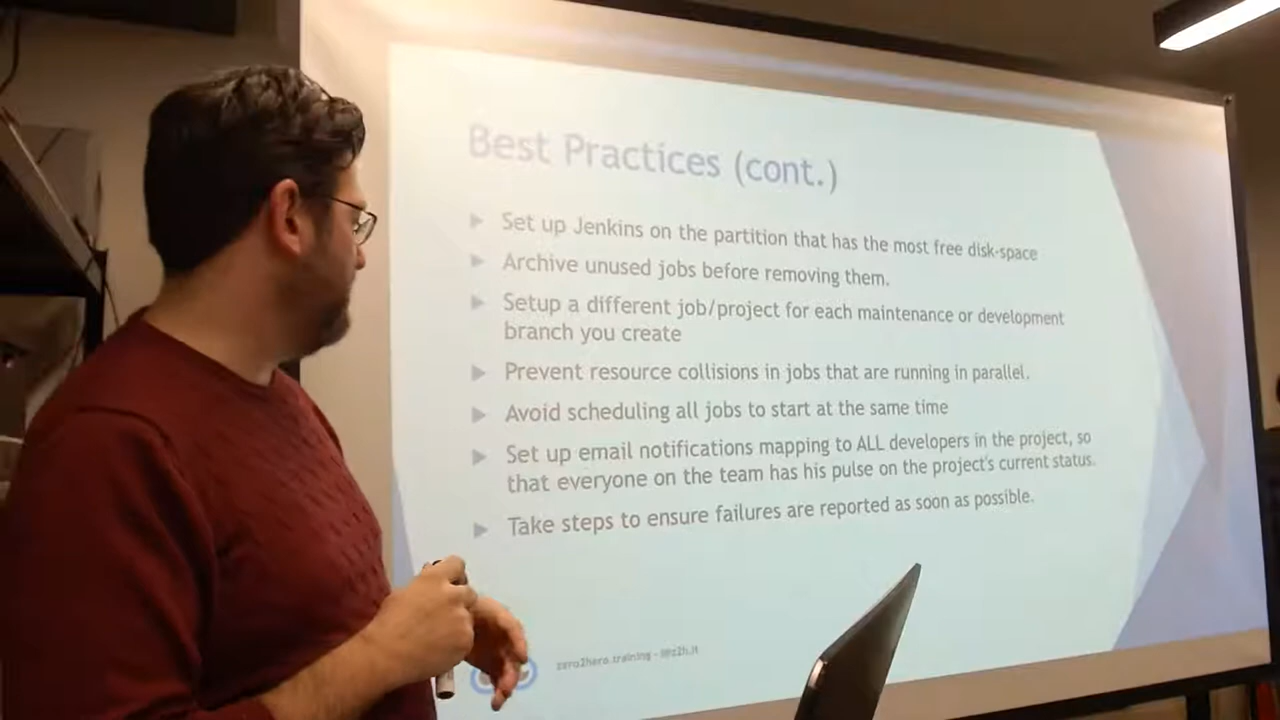 Best Practices (cont.)
Set up Jenkins on the partition that has the most free disk-space
Archive unused jobs before removing them.
Setup a different job/project for each maintenance or development
branch you create
Prevent resource collisions in jobs that are running in parallel.
Avoid scheduling all jobs to start at the same time
Set up email notifications mapping to ALL developers in the project, so
that everyone on the team has his pulse on the project's current status.
Take steps to ensure failures are reported as soon as possible.
zero2hero.training -